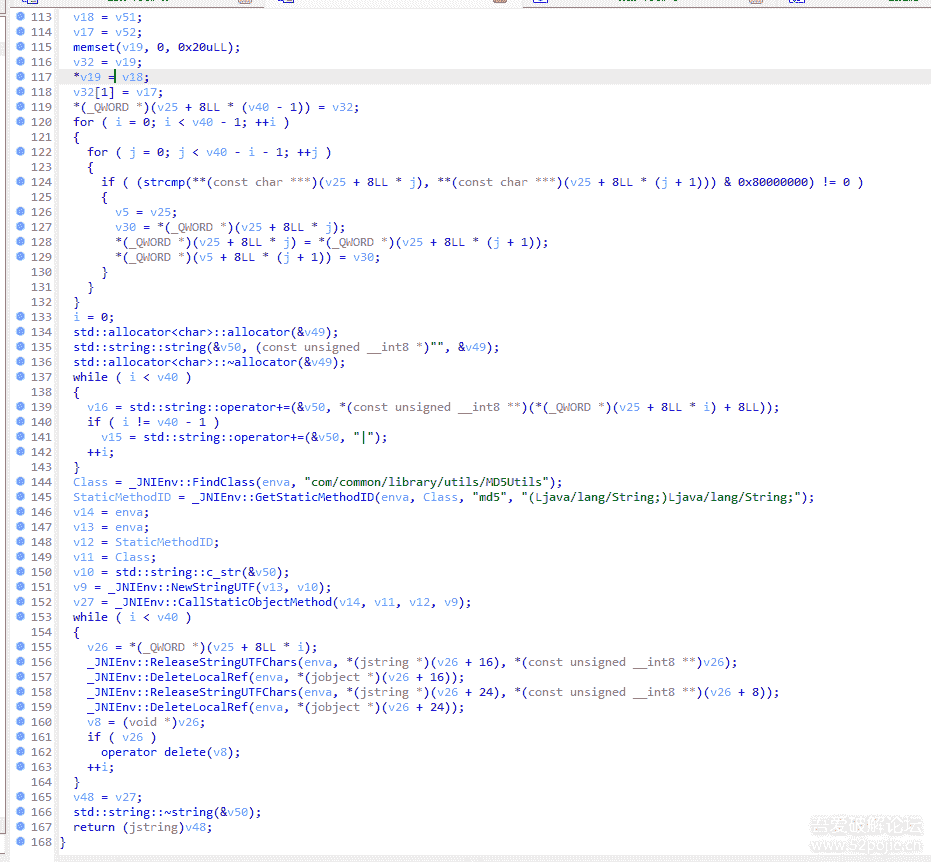 113 v18 = v51;
114 v17 = v52;
115 memset(v19, 0, 0x20uLL);
116 v32 = v19;
117 *v19 = v18;
118 v32[1] = v17;
119 *(_QWORD *)(v25 + 8LL * (v40 - 1)) = v32;
120 for ( i = 0; i < v40 - 1; ++i )
121 {
122 for ( j = 0; j < v40 - i - 1; ++j )
123 {
124 if ( (strcmp(**(const char ***)(v25 + 8LL * j), **(const char ***)(v25 + 8LL * (j + 1))) & 0x80000000) != 0 )
125 {
126 v5 = v25;
127 v30 = *(_QWORD *)(v25 + 8LL * j);
128 *(_QWORD *)(v25 + 8LL * j) = *(_QWORD *)(v25 + 8LL * (j + 1));
129 *(_QWORD *)(v5 + 8LL * (j + 1)) = v30;
130 }
131 }
132 }
133 i = 0;
134 std::allocator<char>::allocator(&v49);
135 std::string::string(&v50, (const unsigned __int8 *)"", &v49);
136 std::allocator<char>::~allocator(&v49);
137 while ( i < v40 )
138 {
139 v16 = std::string::operator+=(&v50, *(const unsigned __int8 **)(*(_QWORD *)(v25 + 8LL * i) + 8LL));
140 if ( i != v40 - 1 )
141 v15 = std::string::operator+=(&v50, "|");
142 ++i;
143 }
144 Class = _JNIEnv::FindClass(enva, "com/common/library/utils/MD5Utils");
145 StaticMethodID = _JNIEnv::GetStaticMethodID(enva, Class, "md5", "(Ljava/lang/String;)Ljava/lang/String;");
146 v14 = enva;
147 v13 = enva;
148 v12 = StaticMethodID;
149 v11 = Class;
150 v10 = std::string::c_str(&v50);
151 v9 = _JNIEnv::NewStringUTF(v13, v10);
152 v27 = _JNIEnv::CallStaticObjectMethod(v14, v11, v12, v9);
153 while ( i < v40 )
154 {
155 v26 = *(_QWORD *)(v25 + 8LL * i);
156 _JNIEnv::ReleaseStringUTFChars(enva, *(jstring *)(v26 + 16), *(const unsigned __int8 **)v26);
157 _JNIEnv::DeleteLocalRef(enva, *(jobject *)(v26 + 16));
158 _JNIEnv::ReleaseStringUTFChars(enva, *(jstring *)(v26 + 24), *(const unsigned __int8 **)(v26 + 8));
159 _JNIEnv::DeleteLocalRef(enva, *(jobject *)(v26 + 24));
160 v8 = (void *)v26;
161 if ( v26 )
162 operator delete(v8);
163 ++i;
164 }
165 v48 = v27;
166 std::string::~string(&v50);
167 return (jstring)v48;
168 }
吾爱破解论坛
www.52pojie.cn